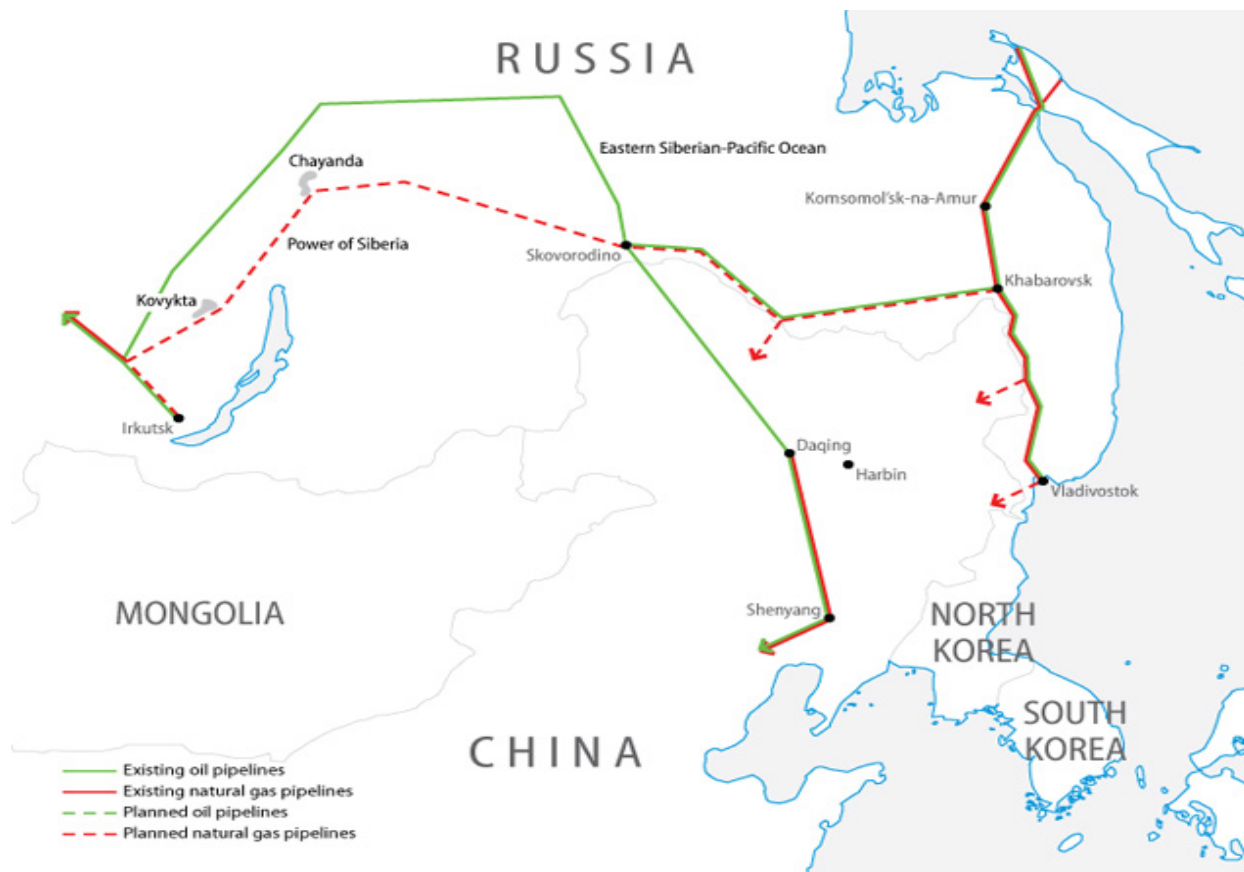 RUSSIA
Chayanda
Eastern Siberian-Pacific Ocean
Komsomol'sk-na-Amur
Power of Siberia
Skovorodino
Khabarovsk
Kovykta
Irkutsk
Daqing
Harbin
Vladivostok
MONGOLIA
Shenyang
NORTH
KOREA
SOUTH
KOREA
CHINA
Existing oil pipelines
Existing natural gas pipelines
Planned oil pipelines
Planned natural gas pipelines